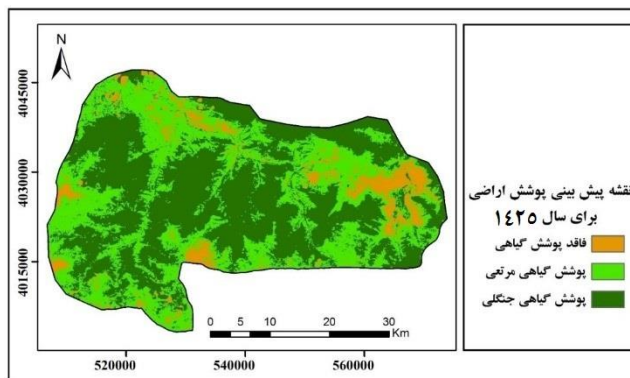 N
4045000
4030000
4015000
520000
540000
560000
0 5 10 20 30
Km
نقشه پیش بینی پوشش اراضی
برای سال ۱٤۲٥
فاقد پوشش گیاهی
پوشش گیاهی مرتعی
پوشش گیاهی جنگلی